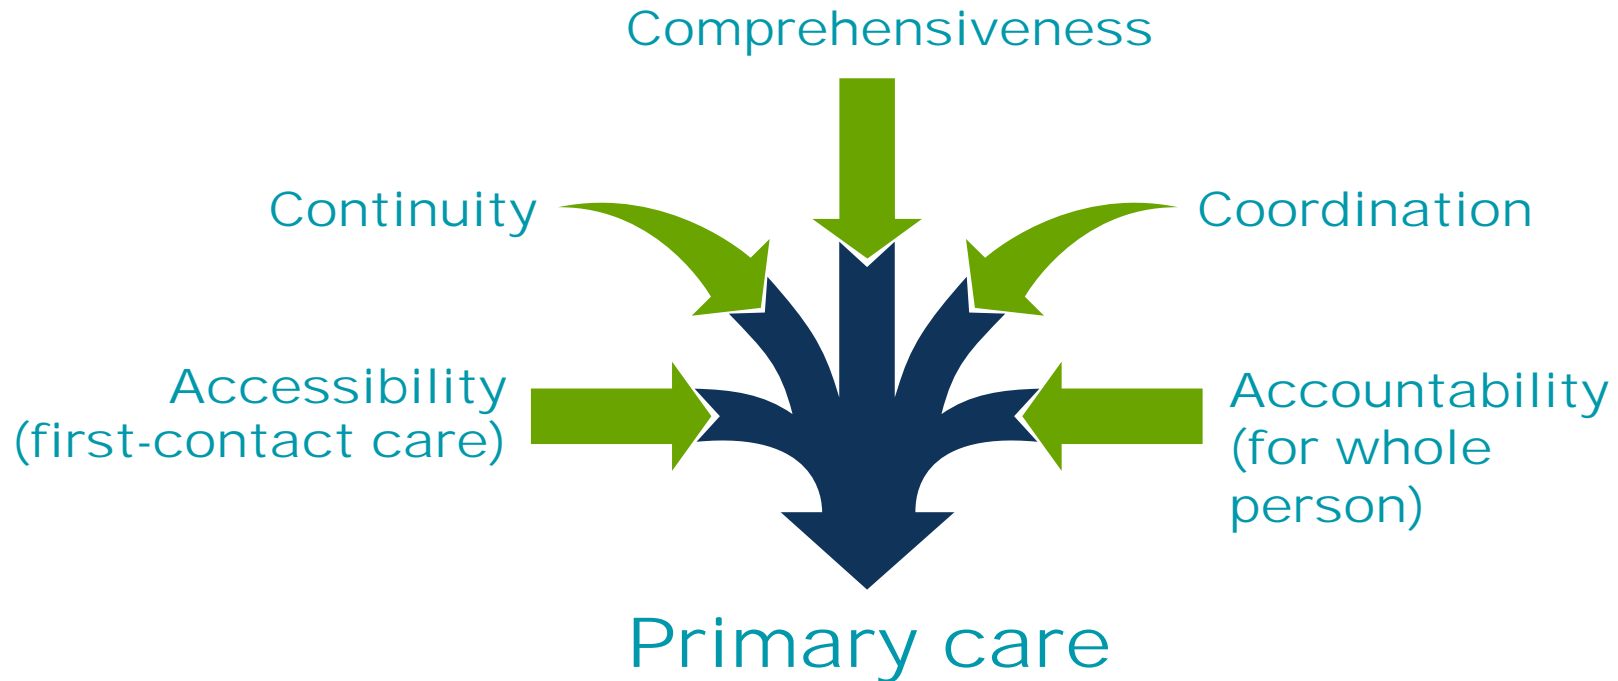 Comprehensiveness
Continuity
Coordination
Accessibility
(first-contact care)
Accountability
(for whole
person)
Primary care